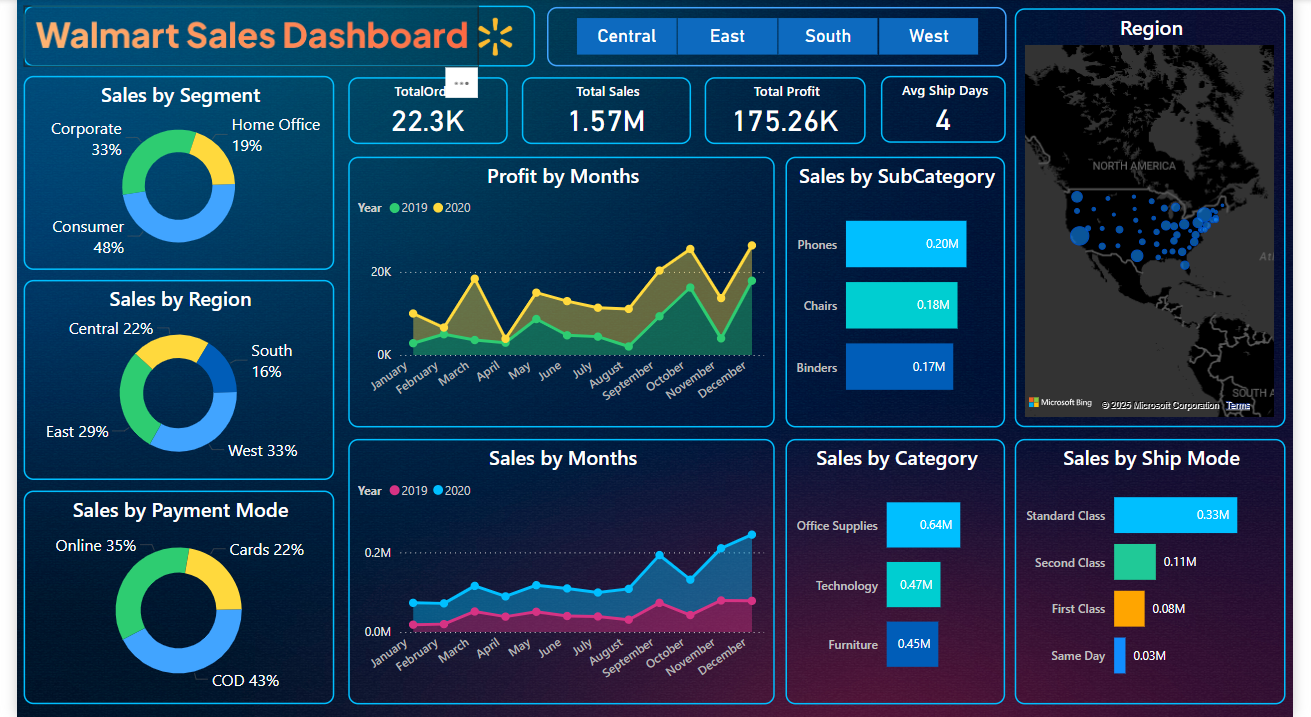 Walmart Sales Dashboard
Central East South West
Region
Sales by Segment
Corporate
33%
Home Office
19%
Consumer
48%
TotalOrd
22.3K
...
Total Sales
1.57M
Total Profit
175.26K
Avg Ship Days
4
Profit by Months
Year 2019 2020
20K
0K
January
February
March
April
May
June
July
August
September
October
November
December
Sales by SubCategory
Phones 0.20M
Chairs 0.18M
Binders 0.17M
NORTH AMERICA
SOUTH A
Microsoft Bing
© 2025 Microsoft Corporation Terms
Sales by Region
Central 22%
South
16%
East 29%
West 33%
Sales by Payment Mode
Online 35%
Cards 22%
COD 43%
Sales by Months
Year 2019 2020
0.2M
0.0M
January
February
March
April
May
June
July
August
September
October
November
December
Sales by Category
Office Supplies 0.64M
Technology 0.47M
Furniture 0.45M
Sales by Ship Mode
Standard Class 0.33M
Second Class 0.11M
First Class 0.08M
Same Day 0.03M